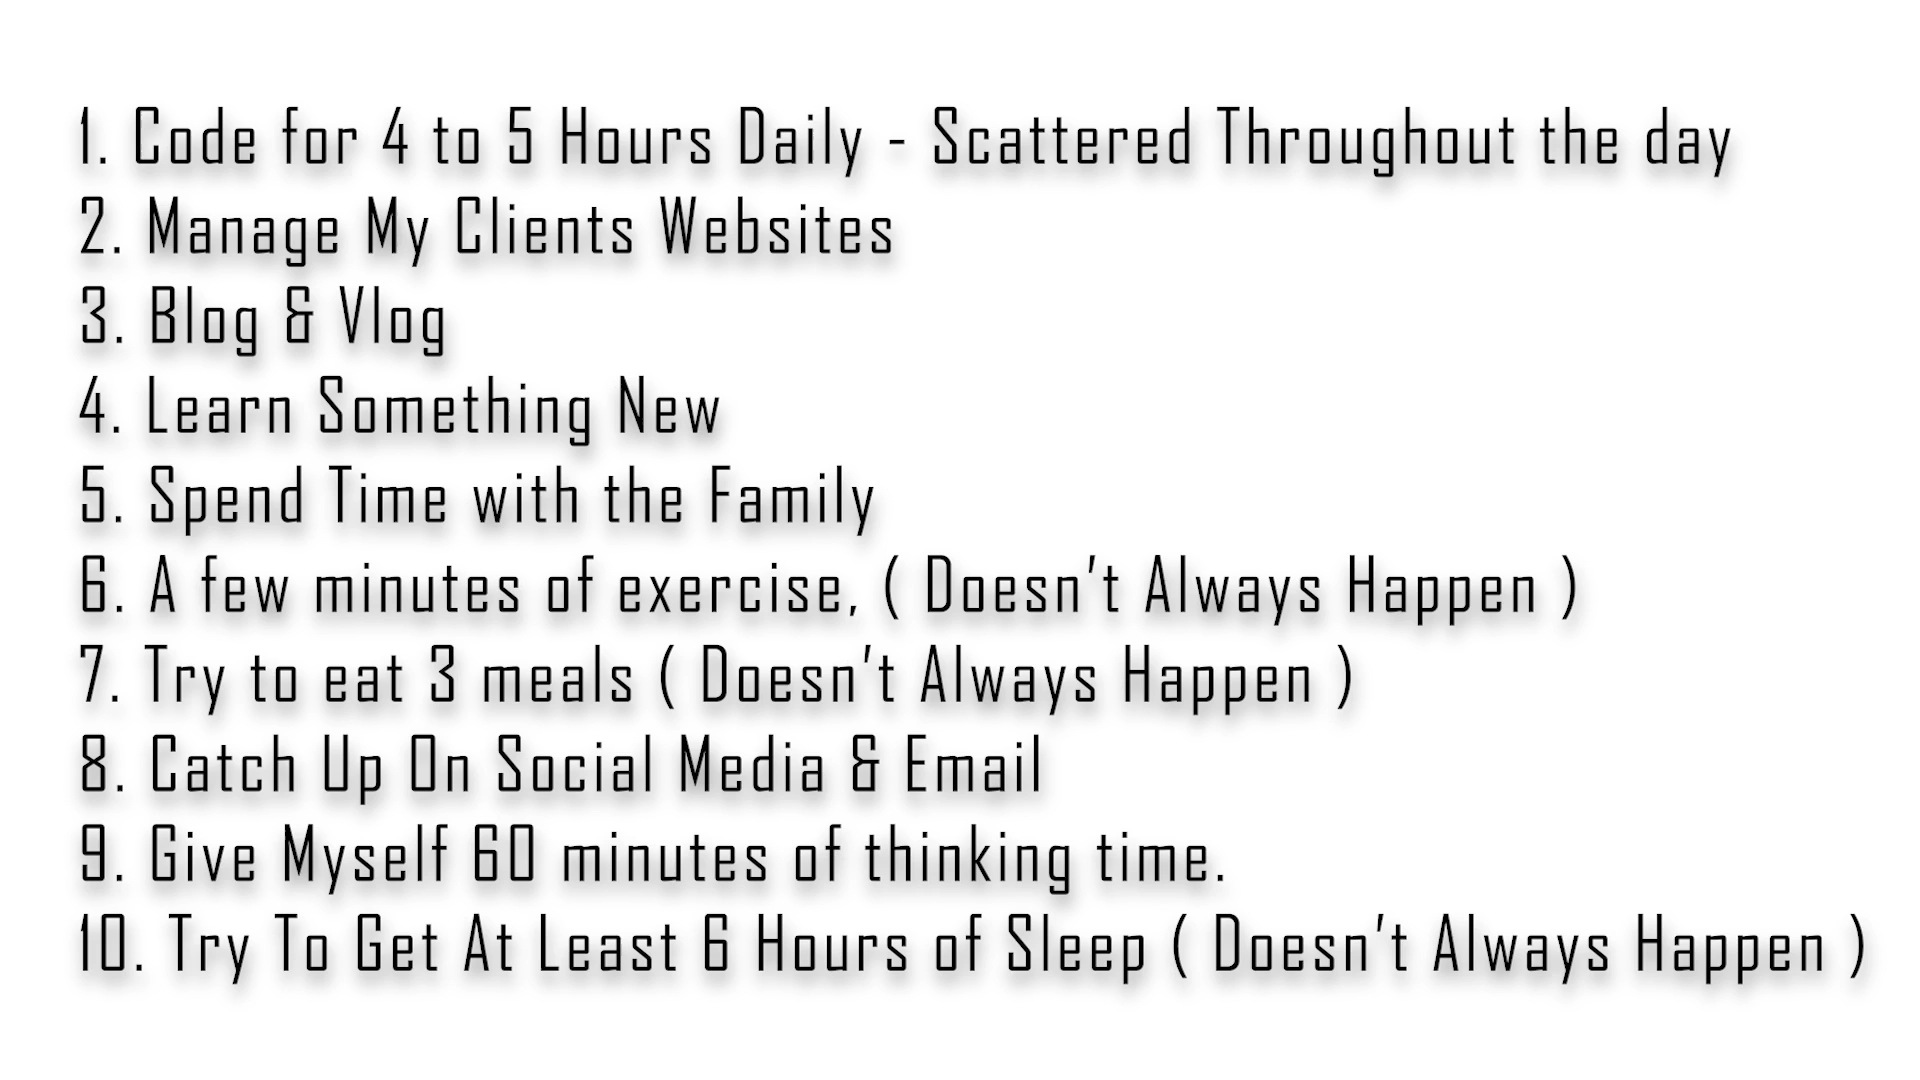 1. Code for 4 to 5 Hours Daily - Scattered Throughout the day
2. Manage My Clients Websites
3. Blog & Vlog
4. Learn Something New
5. Spend Time with the Family
6. A few minutes of exercise, ( Doesn't Always Happen )
7. Try to eat 3 meals ( Doesn't Always Happen )
8. Catch Up On Social Media & Email
9. Give Myself 60 minutes of thinking time.
10. Try To Get At Least 6 Hours of Sleep ( Doesn't Always Happen )